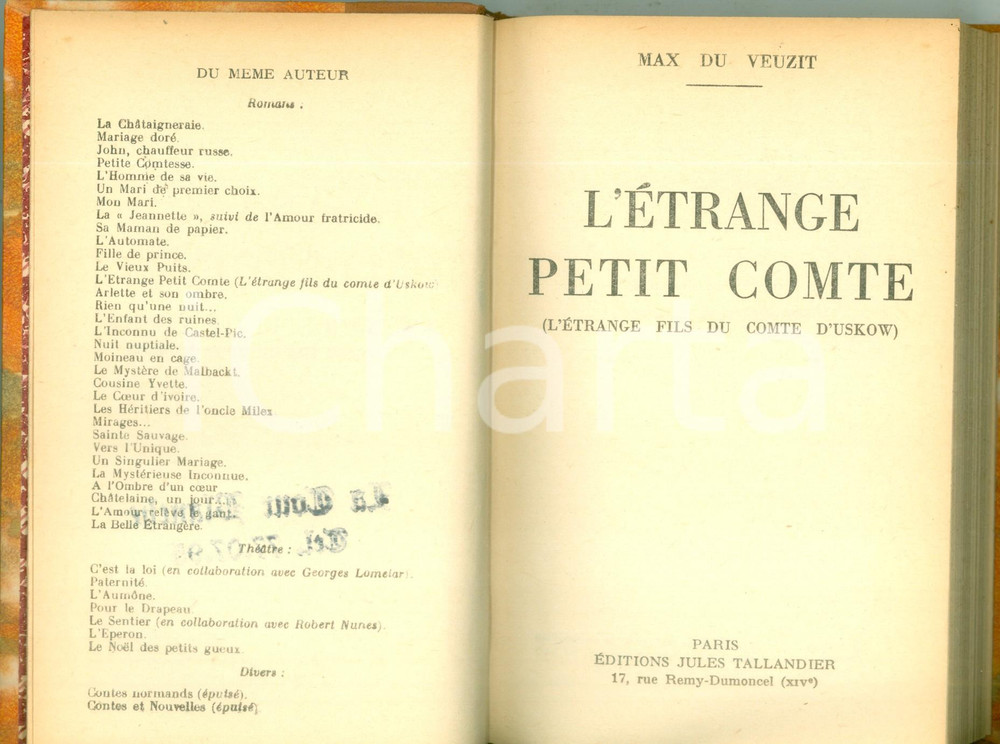 DU MEME AUTEUR
Romans :
La Châtaigneraie.
Mariage doré.
John, chauffeur russe.
Petite Comtesse.
L'Homme de sa vie.
Un Mari de premier choix.
Mon Mari.
La « Jeannette », suivi de l'Amour fratricide.
Sa Maman de papier.
L'Automate.
Fille de prince.
Le Vieux Puits.
L'Etrange Petit Comte (L'étrange fils du comte d'Uskow)
Arlette et son ombre.
Rien qu'une nuit...
L'Enfant des ruines.
L'Inconnu de Castel-Pic.
Nuit nuptiale.
Moineau en cage.
Le Mystère de Malbackt.
Cousine Yvette.
Le Cœur d'ivoire.
Les Héritiers de l'oncle Milex
Mirages...
Sainte Sauvage.
Vers l'Unique.
Un Singulier Mariage.
La Mystérieuse Inconnue.
A l'Ombre d'un cœur
Châtelaine, un jour...
L'Amour relève le gant.
La Belle Étrangère.
Théâtre :
C'est la loi (en collaboration avec Georges Lomelar).
Paternité.
L'Aumône.
Pour le Drapeau.
Le Sentier (en collaboration avec Robert Nunes).
L'Eperon.
Le Noël des petits gueux.
Divers :
Contes normands (épuisé).
Contes et Nouvelles (épuisé).
MAX DU VEUZIT
L'ÉTRANGE
PETIT COMTE
(L'ÉTRANGE FILS DU COMTE D'USKOW)
PARIS
ÉDITIONS JULES TALLANDIER
17, rue Remy-Dumoncel (XIVe)
iCharta